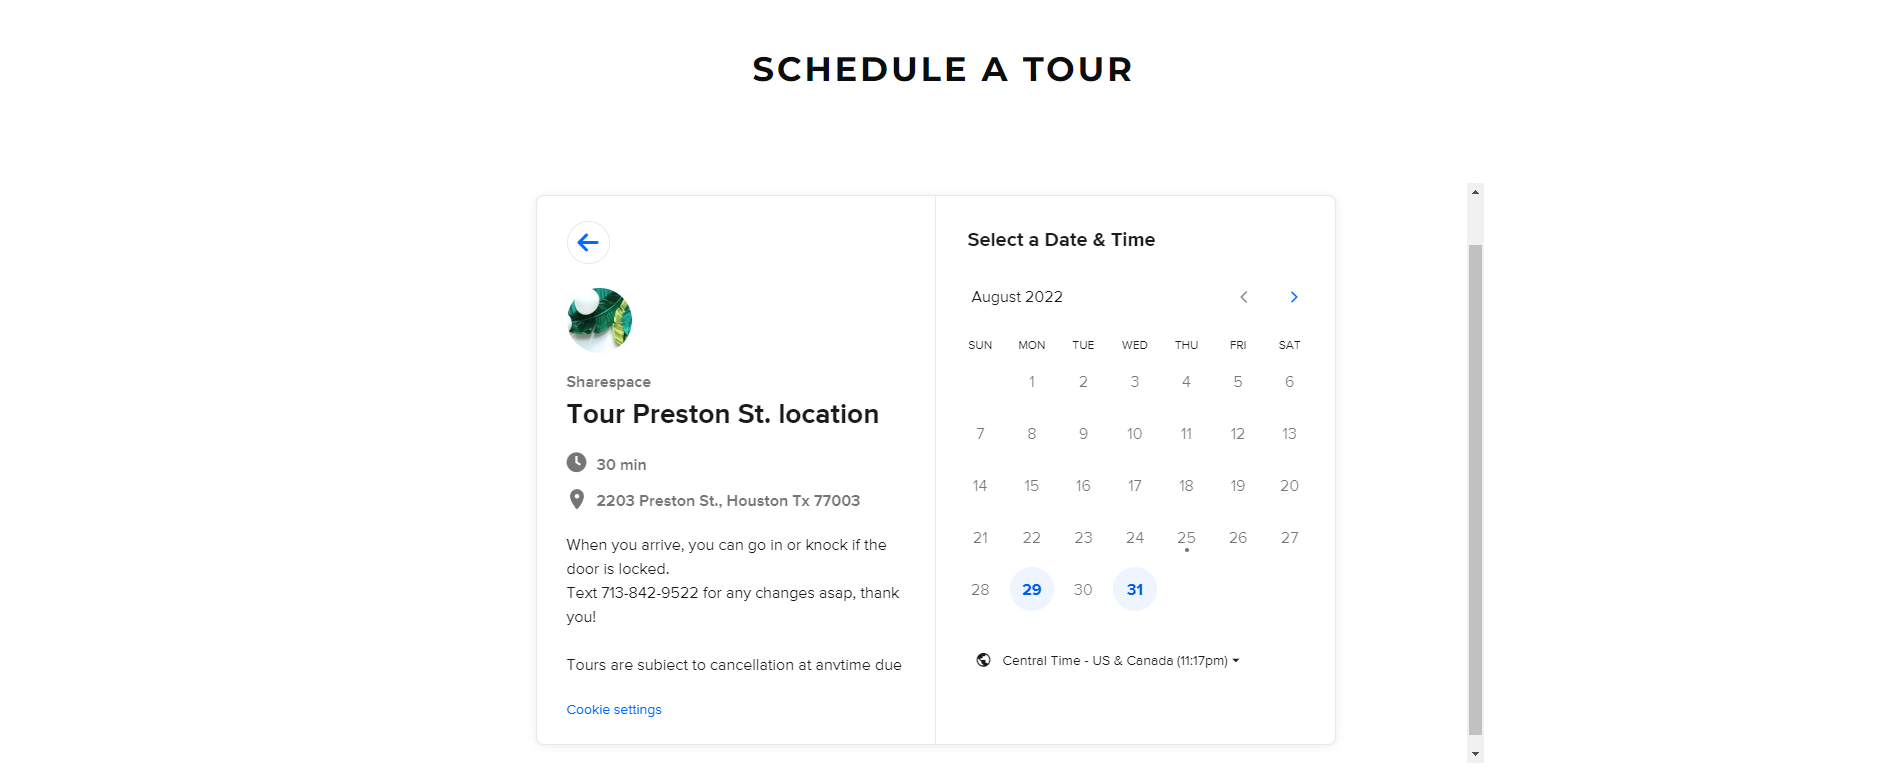 SCHEDULE A TOUR
Sharespace
Tour Preston St. location
30 min
2203 Preston St., Houston Tx 77003
When you arrive, you can go in or knock if the
door is locked.
Text 713-842-9522 for any changes asap, thank
you!
Tours are subject to cancellation at anytime due
Cookie settings
Select a Date & Time
August 2022
SUN MON TUE WED THU FRI SAT
1 2 3 4 5 6
7 8 9 10 11 12 13
14 15 16 17 18 19 20
21 22 23 24 25 26 27
28 29 30 31
Central Time - US & Canada (11:17pm)